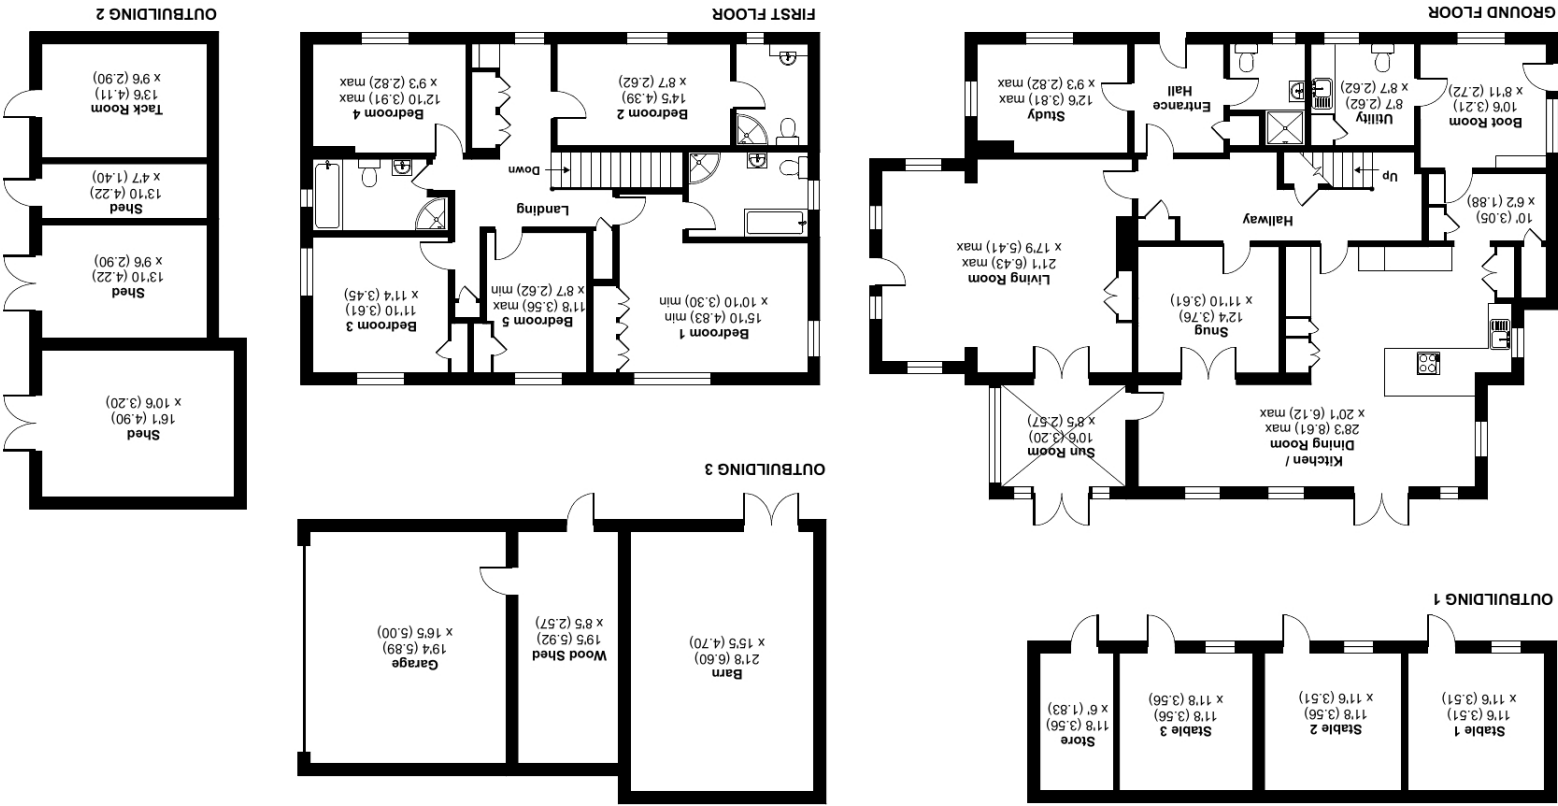 Stable 1
11'6 (3.51)
x 11'6 (3.51)
Stable 2
11'8 (3.56)
x 11'6 (3.51)
Stable 3
11'8 (3.56)
x 11'8 (3.56)
Store
11'8 (3.56)
x 6' (1.83)
OUTBUILDING 1
Barn
21'8 (6.60)
x 15'5 (4.70)
Wood Shed
19'5 (5.92)
x 8'5 (2.57)
Garage
19'4 (5.89)
x 16'5 (5.00)
OUTBUILDING 3
Kitchen /
Dining Room
28'3 (8.61) max
x 20'1 (6.12) max
Sun Room
10'6 (3.20)
x 8'5 (2.57)
Snug
12'4 (3.76)
x 11'10 (3.61)
Living Room
21'1 (6.43) max
x 17'9 (5.41) max
Hallway
10' (3.05)
x 6'2 (1.88)
Up
Boot Room
10'6 (3.21)
x 8'11 (2.72)
Utility
8'7 (2.62)
x 8'7 (2.62)
Entrance
Hall
Study
12'6 (3.81) max
x 9'3 (2.82) max
GROUND FLOOR
Bedroom 1
15'10 (4.83) min
x 10'10 (3.30) min
Bedroom 5
11'8 (3.56) max
x 8'7 (2.62) min
Bedroom 3
11'10 (3.61)
x 11'4 (3.45)
Landing
Down
Bedroom 2
14'5 (4.39)
x 8'7 (2.62)
Bedroom 4
12'10 (3.91) max
x 9'3 (2.82) max
FIRST FLOOR
Shed
16'1 (4.90)
x 10'6 (3.20)
Shed
13'10 (4.22)
x 9'6 (2.90)
Shed
13'10 (4.22)
x 4'7 (1.40)
Tack Room
13'6 (4.11)
x 9'6 (2.90)
OUTBUILDING 2